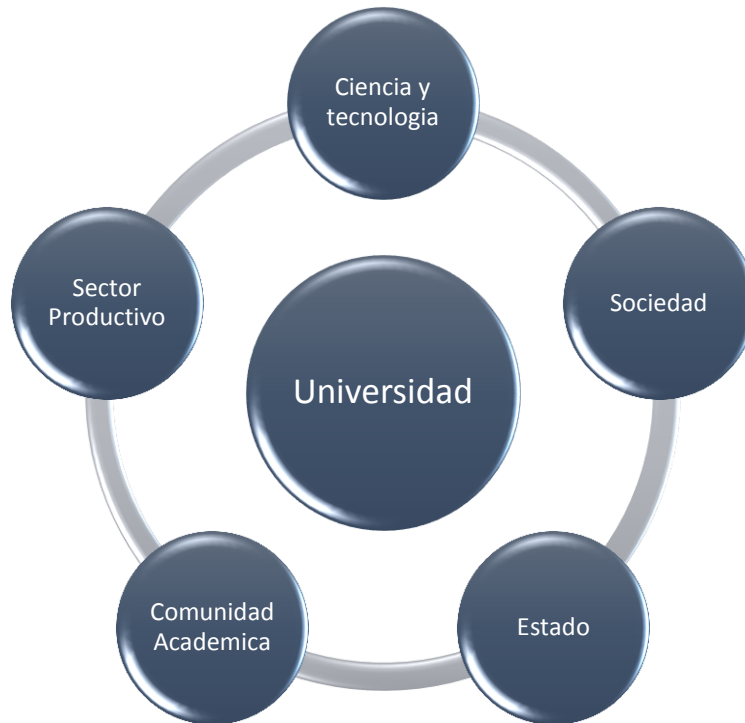 Ciencia y
tecnologia
Sector
Productivo
Sociedad
Universidad
Comunidad
Academica
Estado